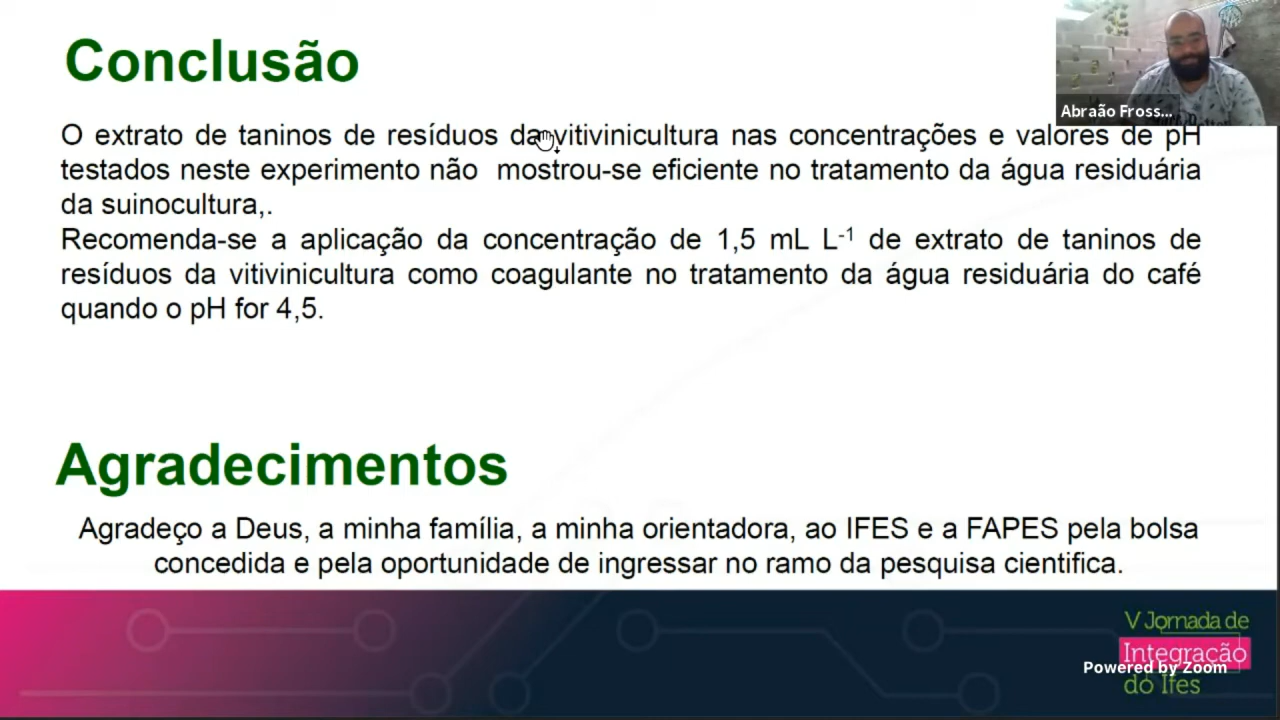 Conclusão
Abraão Fross...
O extrato de taninos de resíduos da vitivinicultura nas concentrações e valores de pH
testados neste experimento não mostrou-se eficiente no tratamento da água residuária
da suinocultura,.
Recomenda-se a aplicação da concentração de 1,5 mL L⁻¹ de extrato de taninos de
resíduos da vitivinicultura como coagulante no tratamento da água residuária do café
quando o pH for 4,5.
Agradecimentos
Agradeço a Deus, a minha família, a minha orientadora, ao IFES e a FAPES pela bolsa
concedida e pela oportunidade de ingressar no ramo da pesquisa cientifica.
V Jornada de
Integração
Powered by Zoom
do Ifes